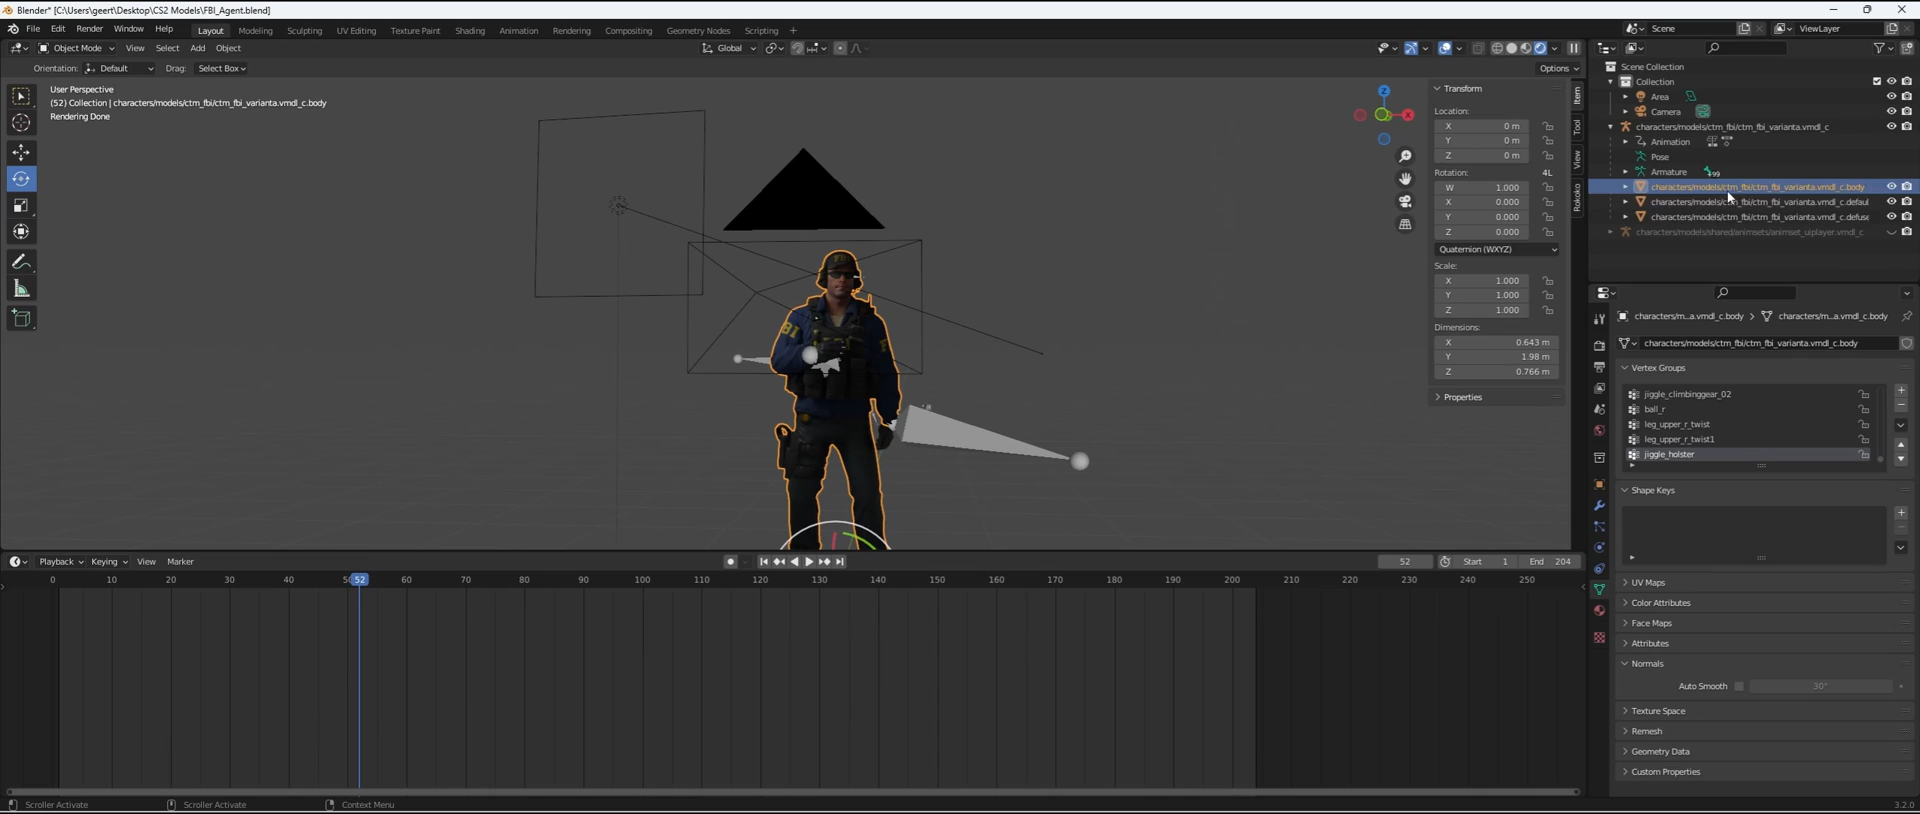 Blender* [C:\Users\geert\Desktop\CS2 Models\FBI_Agent.blend]
File Edit Render Window Help Layout Modeling Sculpting UV Editing Texture Paint Shading Animation Rendering Compositing Geometry Nodes Scripting + Scene ViewLayer
Object Mode View Select Add Object Global
Orientation: Default Drag: Select Box Options
User Perspective
(52) Collection | characters/models/ctm_fbi/ctm_fbi_varianta.vmdl_c.body
Rendering Done
Z
X
FBI
Transform
Location:
X 0 m
Y 0 m
Z 0 m
Rotation: 4L
W 1.000
X 0.000
Y 0.000
Z 0.000
Quaternion (WXYZ)
Scale:
X 1.000
Y 1.000
Z 1.000
Dimensions:
X 0.643 m
Y 1.98 m
Z 0.766 m
Properties
Item
Tool
View
Rokoko
Scene Collection
Collection
Area
Camera
characters/models/ctm_fbi/ctm_fbi_varianta.vmdl_c
Animation
Pose
Armature 99
characters/models/ctm_fbi/ctm_fbi_varianta.vmdl_c.body
characters/models/ctm_fbi/ctm_fbi_varianta.vmdl_c.defaul
characters/models/ctm_fbi/ctm_fbi_varianta.vmdl_c.defuse
characters/models/shared/animsets/animset_uiplayer.vmdl_c
characters/m...a.vmdl_c.body > characters/m...a.vmdl_c.body
characters/models/ctm_fbi/ctm_fbi_varianta.vmdl_c.body
Vertex Groups
jiggle_climbinggear_02
ball_r
leg_upper_r_twist
leg_upper_r_twist1
jiggle_holster
Shape Keys
UV Maps
Color Attributes
Face Maps
Attributes
Normals
Auto Smooth 30°
Texture Space
Remesh
Geometry Data
Custom Properties
Playback Keying View Marker 52 Start 1 End 204
0 10 20 30 40 50 52 60 70 80 90 100 110 120 130 140 150 160 170 180 190 200 210 220 230 240 250
Scroller Activate Scroller Activate Context Menu 3.2.0